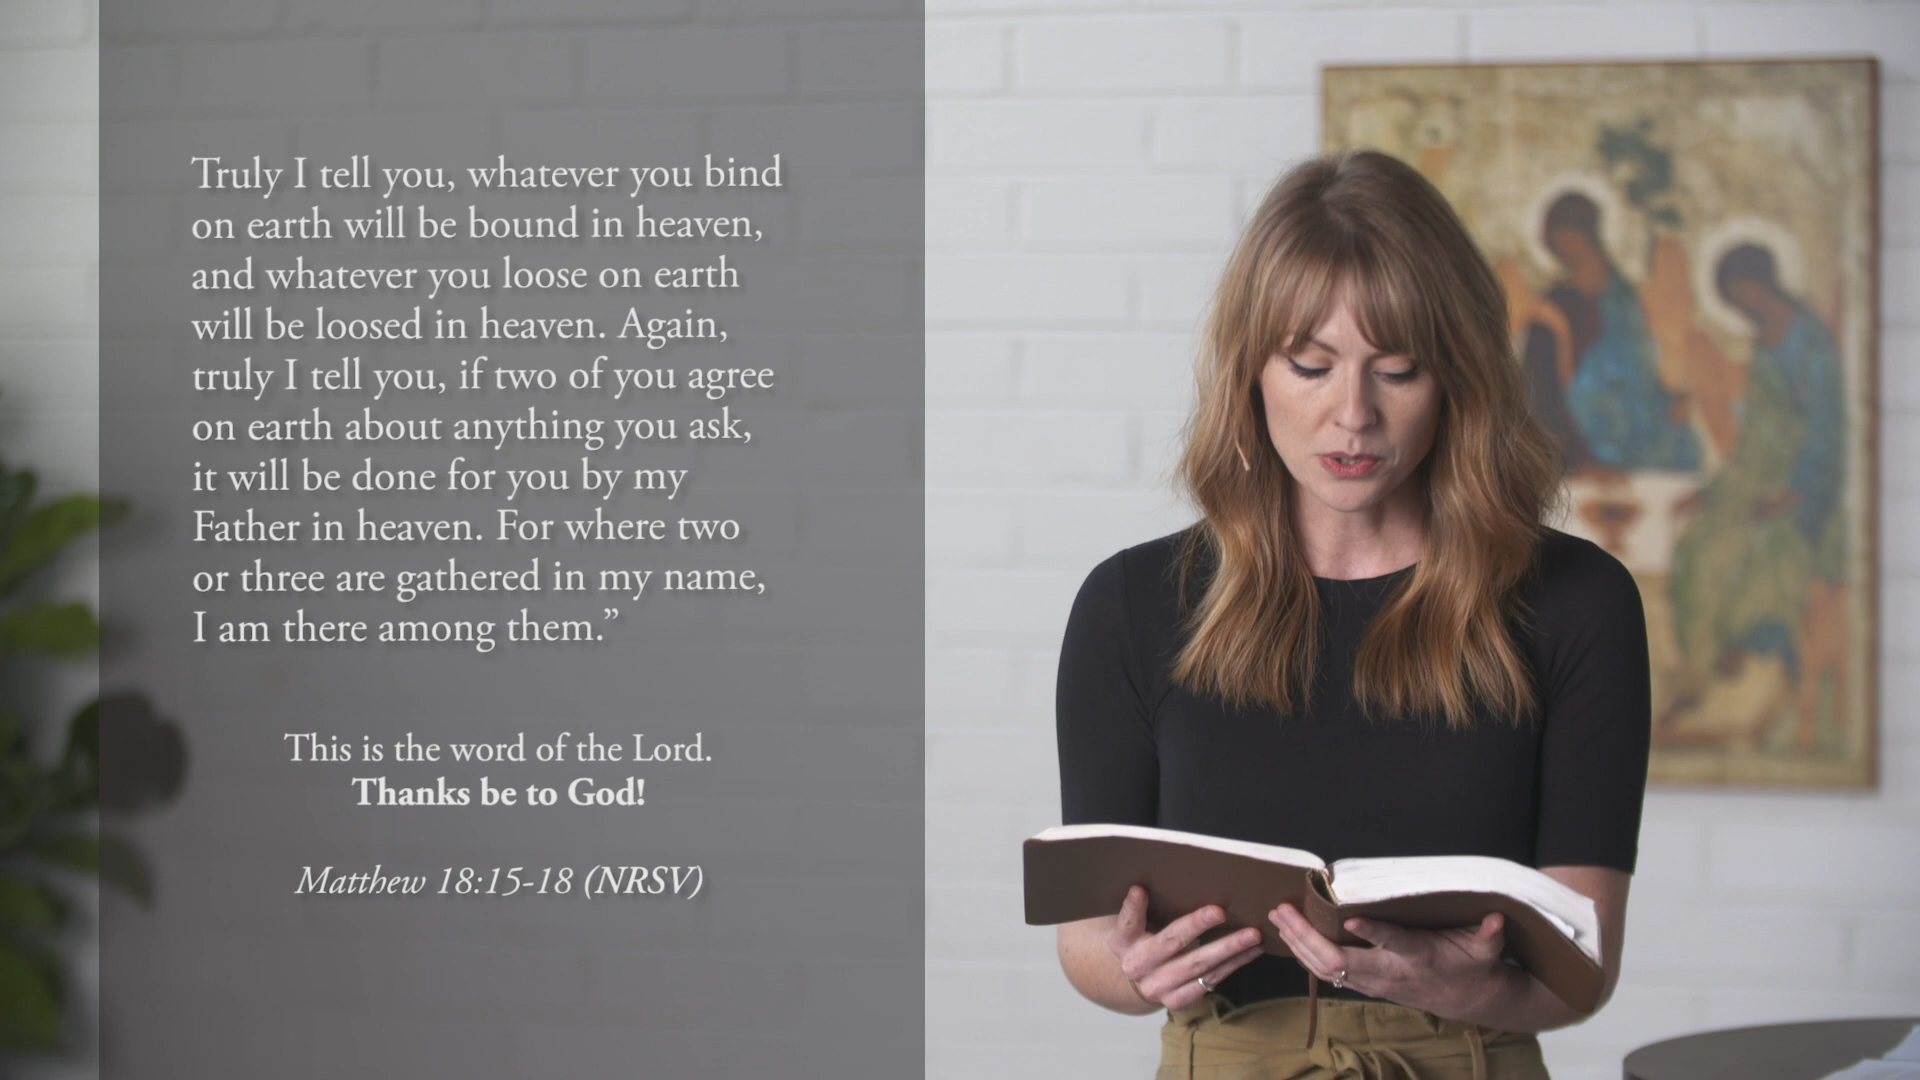 Truly I tell you, whatever you bind
on earth will be bound in heaven,
and whatever you loose on earth
will be loosed in heaven. Again,
truly I tell you, if two of you agree
on earth about anything you ask,
it will be done for you by my
Father in heaven. For where two
or three are gathered in my name,
I am there among them.”
This is the word of the Lord.
Thanks be to God!
Matthew 18:15-18 (NRSV)